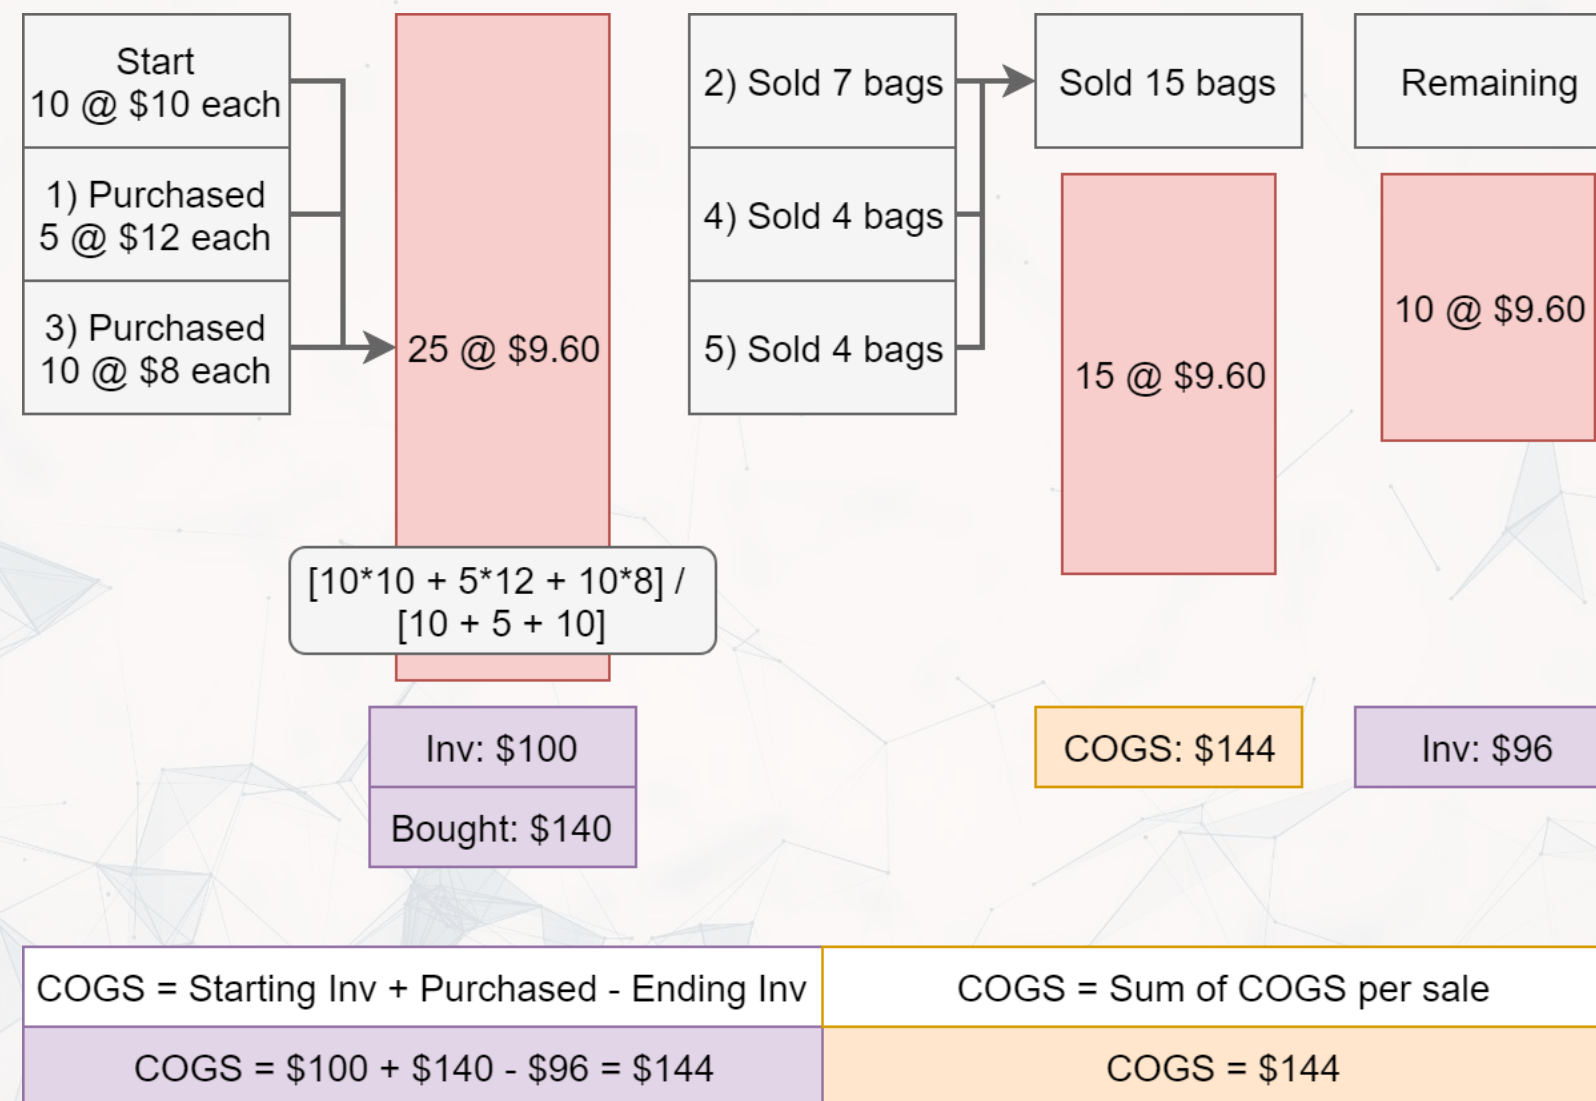 Start
10 @ $10 each
1) Purchased
5 @ $12 each
3) Purchased
10 @ $8 each
25 @ $9.60
[10*10 + 5*12 + 10*8] /
[10 + 5 + 10]
Inv: $100
Bought: $140
2) Sold 7 bags
4) Sold 4 bags
5) Sold 4 bags
Sold 15 bags
15 @ $9.60
COGS: $144
Remaining
10 @ $9.60
Inv: $96
COGS = Starting Inv + Purchased - Ending Inv
COGS = $100 + $140 - $96 = $144
COGS = Sum of COGS per sale
COGS = $144